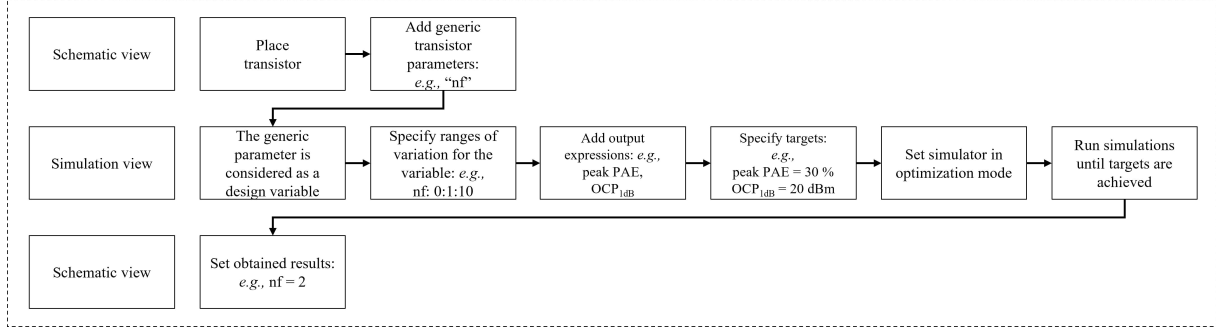 Schematic view
Place
transistor
Add generic
transistor
parameters:
e.g., “nf”
Simulation view
The generic
parameter is
considered as a
design variable
Specify ranges of
variation for the
variable: e.g.,
nf: 0:1:10
Add output
expressions: e.g.,
peak PAE,
OCP1dB
Specify targets:
e.g.,
peak PAE = 30 %
OCP1dB = 20 dBm
Set simulator in
optimization mode
Run simulations
until targets are
achieved
Schematic view
Set obtained results:
e.g., nf = 2